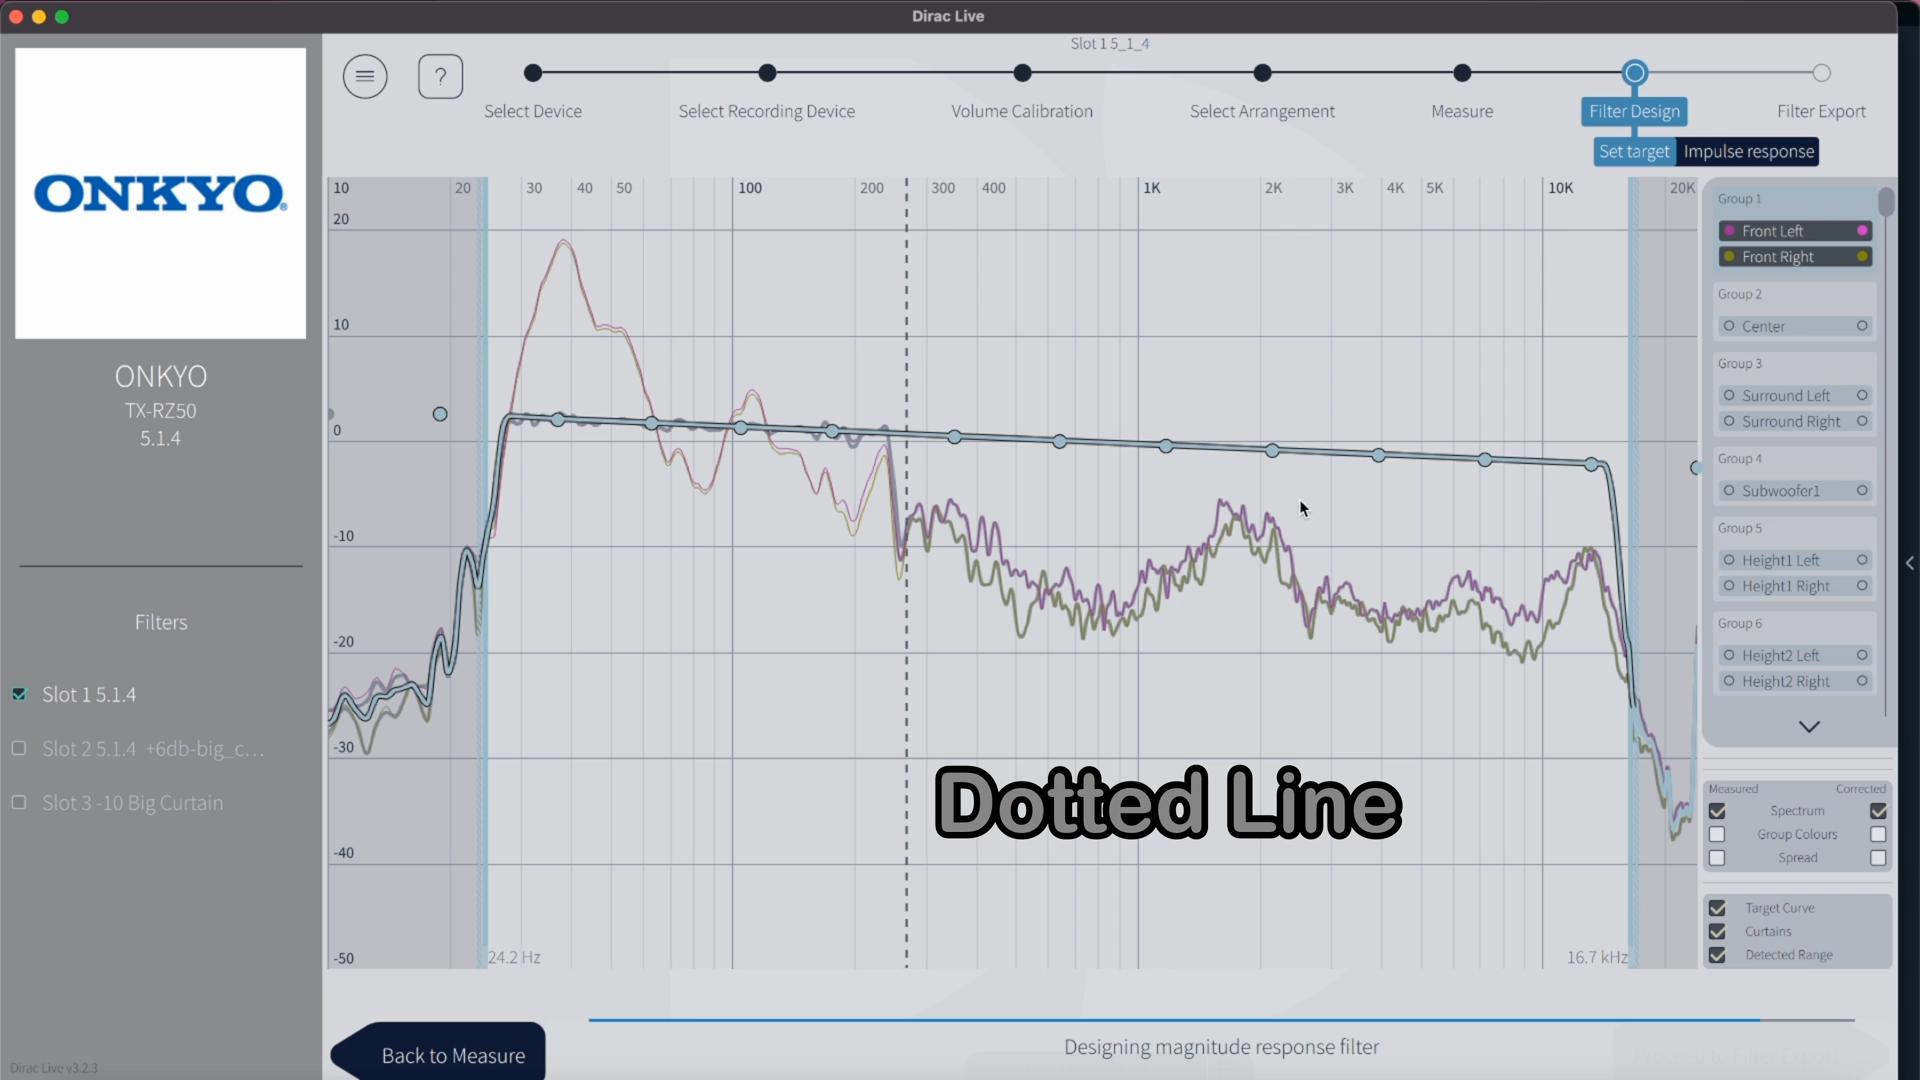 Dirac Live
ONKYO
ONKYO
TX-RZ50
5.1.4
Filters
Slot 1 5.1.4
Slot 2 5.1.4 +6db-big_c…
Slot 3 -10 Big Curtain
Dirac Live v3.2.3
Slot 1 5_1_4
?
Select Device
Select Recording Device
Volume Calibration
Select Arrangement
Measure
Filter Design
Filter Export
Set target
Impulse response
10 20 30 40 50 100 200 300 400 1K 2K 3K 4K 5K 10K 20K
20
10
0
-10
-20
-30
-40
-50
24.2 Hz
16.7 kHz
Dotted Line
Group 1
Front Left
Front Right
Group 2
Center
Group 3
Surround Left
Surround Right
Group 4
Subwoofer1
Group 5
Height1 Left
Height1 Right
Group 6
Height2 Left
Height2 Right
Measured Corrected
Spectrum
Group Colours
Spread
Target Curve
Curtains
Detected Range
Back to Measure
Designing magnitude response filter